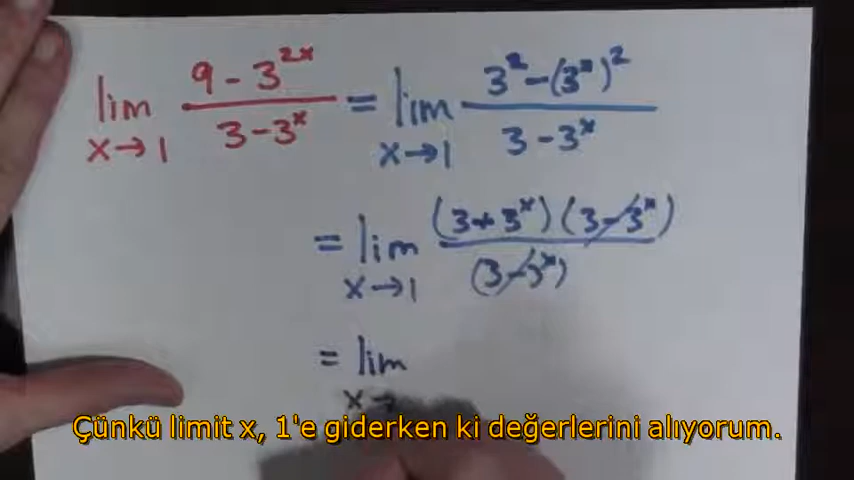 lim x→1 (9 - 3^{2x}) / (3 - 3^x) = lim x→1 (3^2 - (3^x)^2) / (3 - 3^x)
= lim x→1 ((3 + 3^x)(3 - 3^x)) / (3 - 3^x)
= lim x→
Çünkü limit x, 1'e giderken ki değerlerini alıyorum.